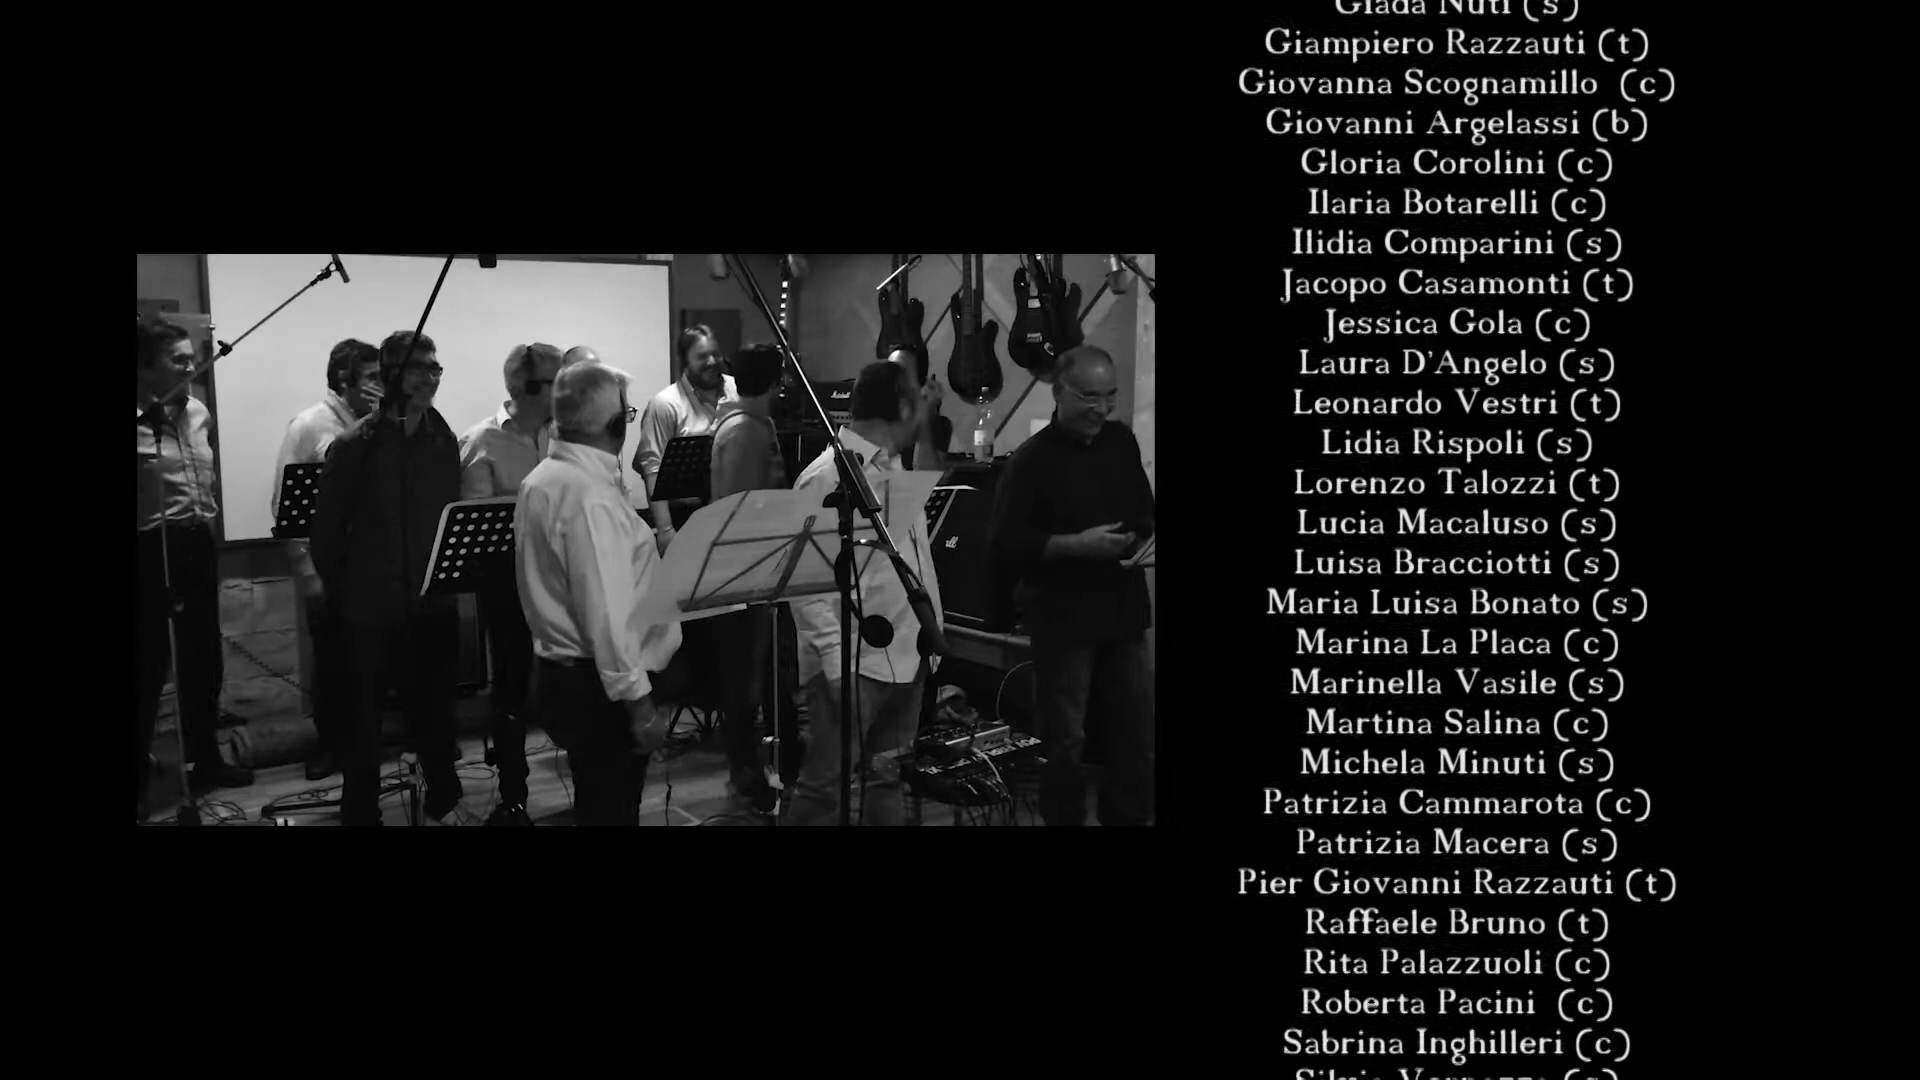 Giada Nuti (s)
Giampiero Razzauti (t)
Giovanna Scognamillo (c)
Giovanni Argelassi (b)
Gloria Corolini (c)
Ilaria Botarelli (c)
Ilidia Comparini (s)
Jacopo Casamonti (t)
Jessica Gola (c)
Laura D'Angelo (s)
Leonardo Vestri (t)
Lidia Rispoli (s)
Lorenzo Talozzi (t)
Lucia Macaluso (s)
Luisa Bracciotti (s)
Maria Luisa Bonato (s)
Marina La Placa (c)
Marinella Vasile (s)
Martina Salina (c)
Michela Minuti (s)
Patrizia Cammarota (c)
Patrizia Macera (s)
Pier Giovanni Razzauti (t)
Raffaele Bruno (t)
Rita Palazzuoli (c)
Roberta Pacini (c)
Sabrina Inghilleri (c)